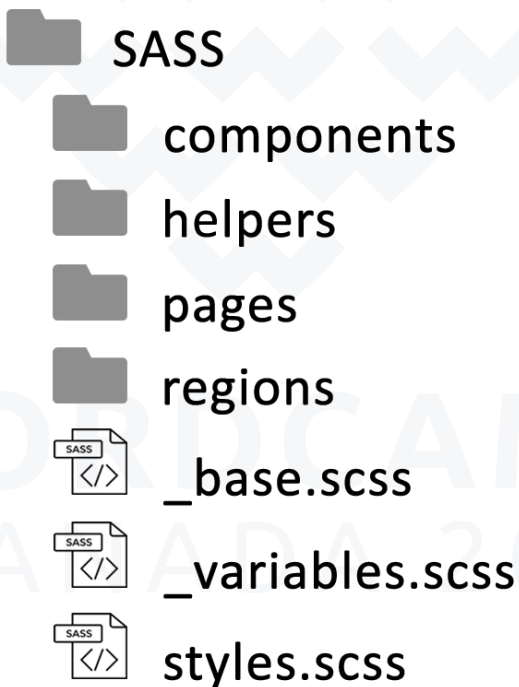 SASS
components
helpers
pages
regions
SASS
</>
_base.scss
SASS
</>
_variables.scss
SASS
</>
styles.scss